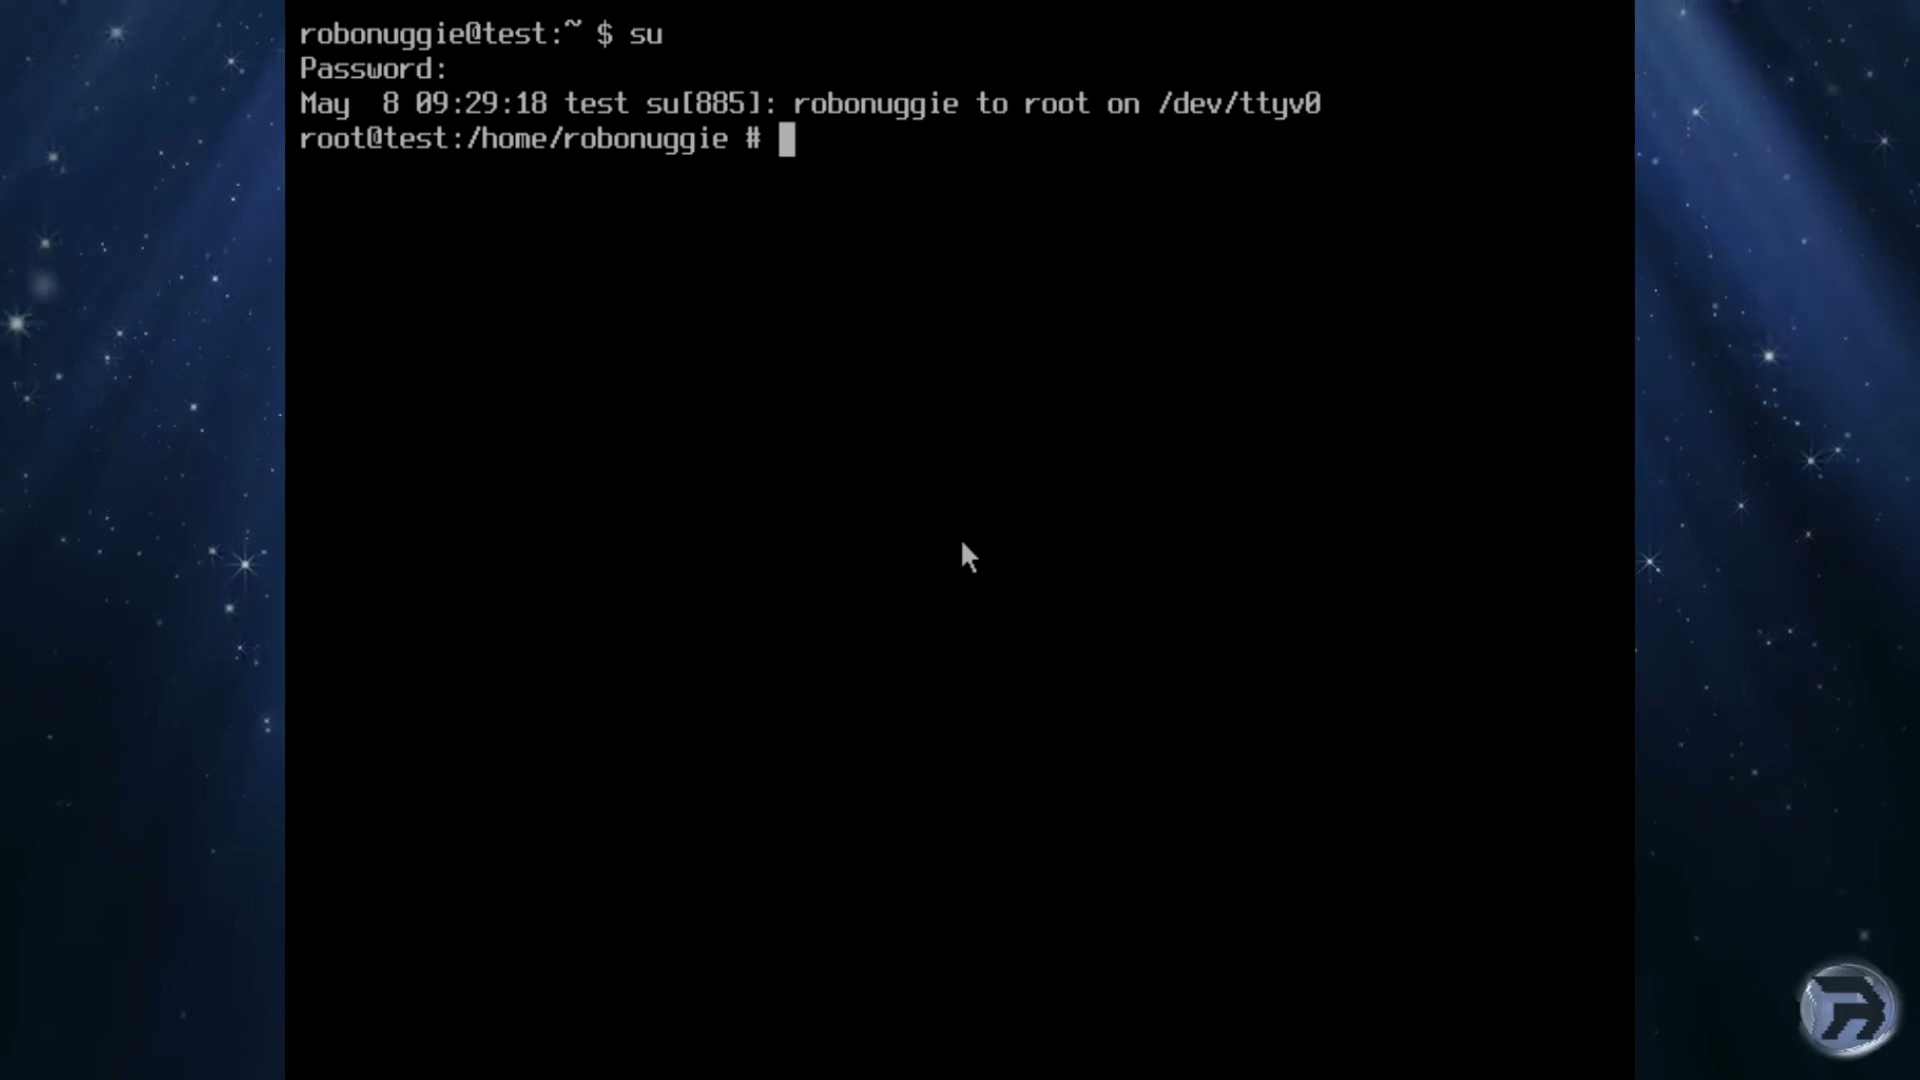 robonuggie@test:~ $ su
Password:
May  8 09:29:18 test su[885]: robonuggie to root on /dev/ttyv0
root@test:/home/robonuggie #